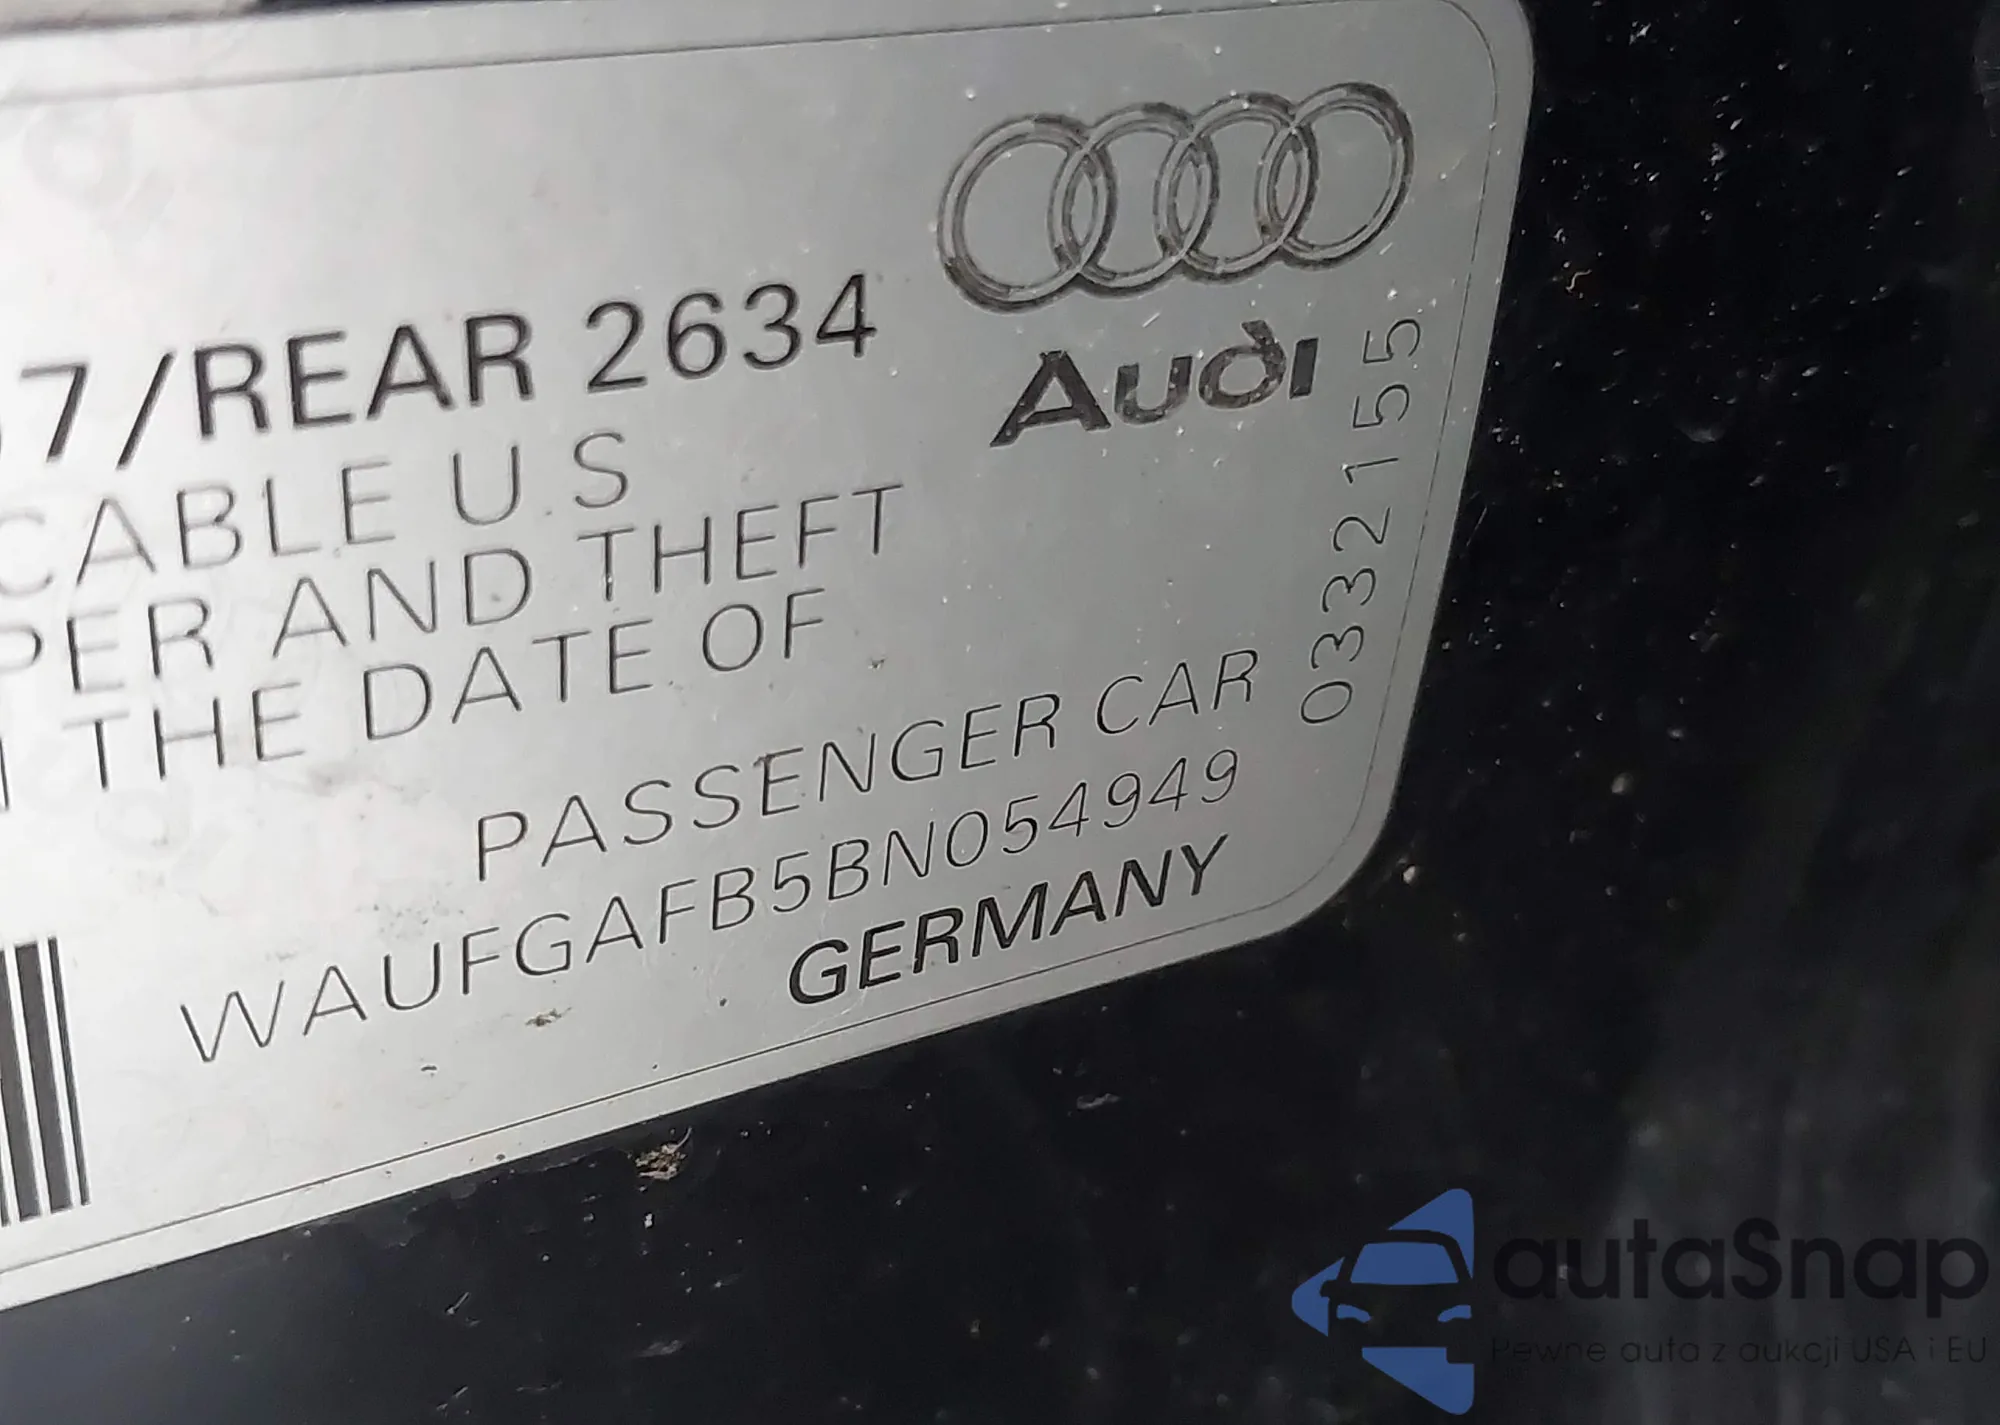 7/REAR 2634
CABLE U.S
PER AND THEFT
THE DATE OF
PASSENGER CAR
WAUFGAFB5BN054949
GERMANY
Audi
0332155
autaSnap
Pewne auta z aukcji USA i EU